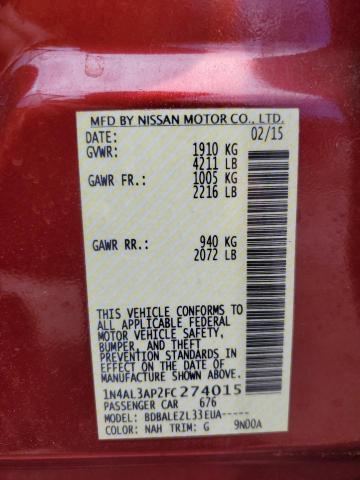 MFD BY NISSAN MOTOR CO., LTD.
DATE: 02/15
GVWR: 1910 KG
4211 LB
GAWR FR.: 1005 KG
2216 LB
GAWR RR.: 940 KG
2072 LB
THIS VEHICLE CONFORMS TO
ALL APPLICABLE FEDERAL
MOTOR VEHICLE SAFETY,
BUMPER, AND THEFT
PREVENTION STANDARDS IN
EFFECT ON THE DATE OF
MANUFACTURE SHOWN ABOVE.
1N4AL3AP2FC274015
PASSENGER CAR 676
MODEL: BDBALEZL33EUA-----
COLOR: NAH TRIM: G 9N00A